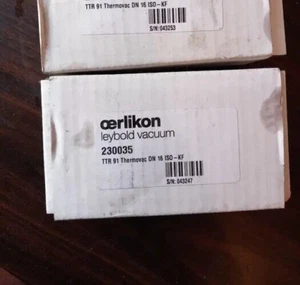 TTR 91 Thermovac DN 16 ISO-KF
S/N: 043253
œrlikon
leybold vacuum
230035
TTR 91 Thermovac DN 16 ISO-KF
S/N: 043247